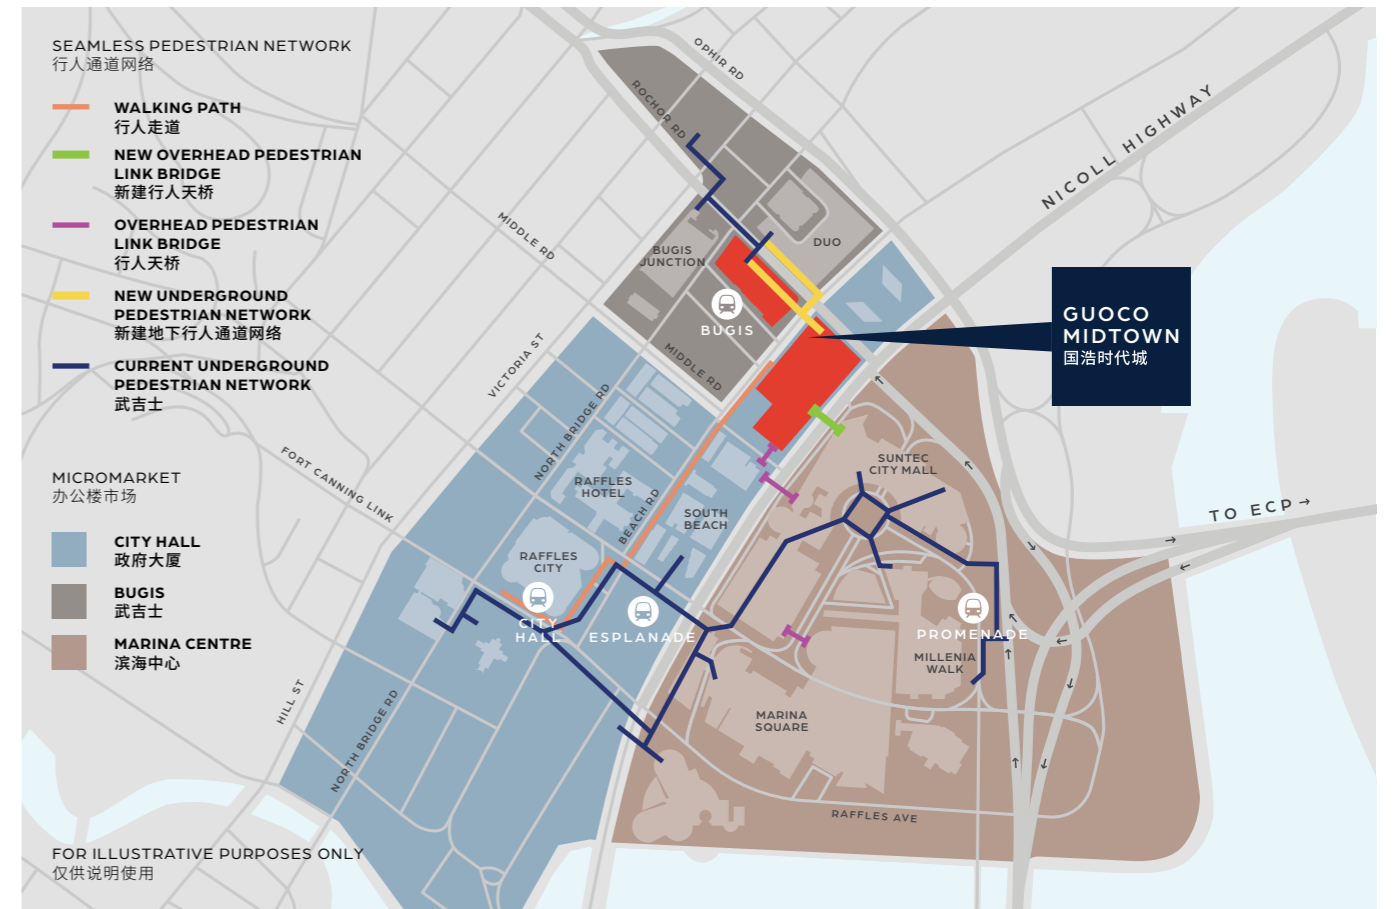 SEAMLESS PEDESTRIAN NETWORK
行人通道网络
WALKING PATH
行人走道
NEW OVERHEAD PEDESTRIAN
LINK BRIDGE
新建行人天桥
OVERHEAD PEDESTRIAN
LINK BRIDGE
行人天桥
NEW UNDERGROUND
PEDESTRIAN NETWORK
新建地下行人通道网络
CURRENT UNDERGROUND
PEDESTRIAN NETWORK
武吉士
MICROMARKET
办公楼市场
CITY HALL
政府大厦
BUGIS
武吉士
MARINA CENTRE
滨海中心
FOR ILLUSTRATIVE PURPOSES ONLY
仅供说明使用
OPHIR RD
ROCHOR RD
NICOLL HIGHWAY
MIDDLE RD
BUGIS
JUNCTION
DUO
BUGIS
GUOCO
MIDTOWN
国浩时代城
VICTORIA ST
MIDDLE RD
NORTH BRIDGE RD
FORT CANNING LINK
RAFFLES
HOTEL
BEACH RD
SOUTH
BEACH
SUNTEC
CITY MALL
TO ECP→
RAFFLES
CITY
CITY
HALL
ESPLANADE
PROMENADE
MILLENIA
WALK
HILL ST
NORTH BRIDGE RD
MARINA
SQUARE
RAFFLES AVE